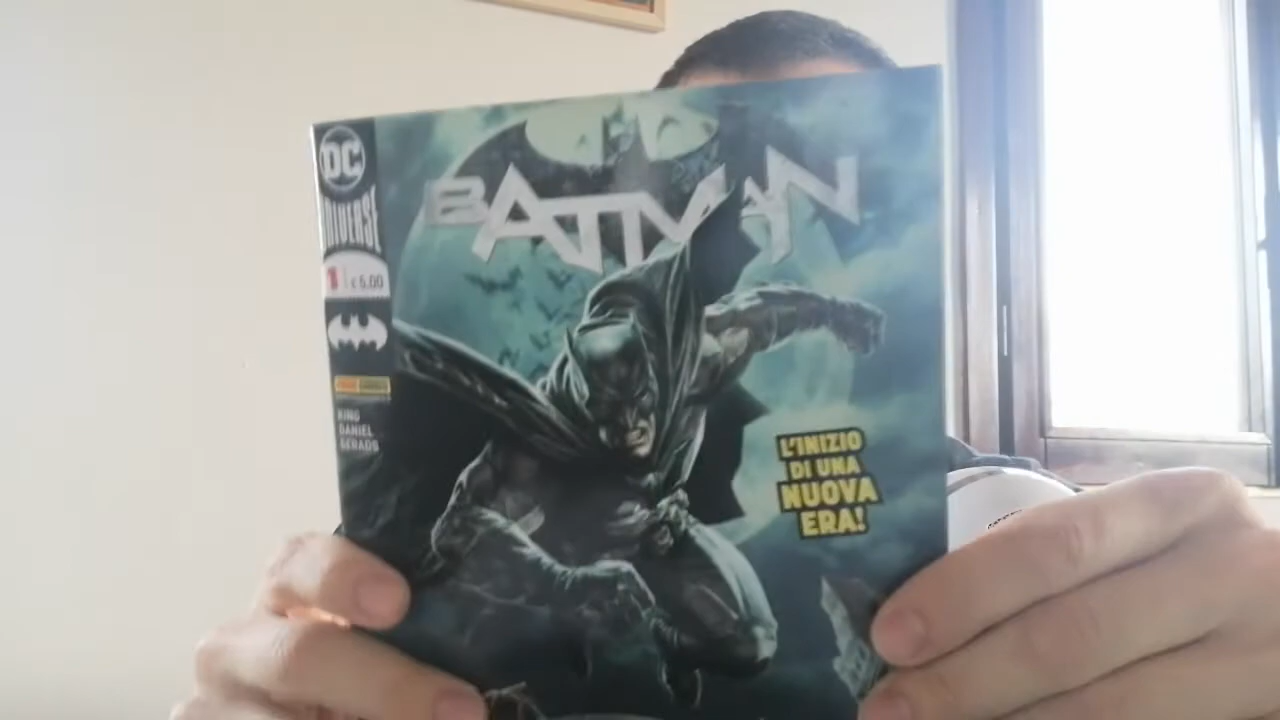 DC
UNIVERSE
1 € 5,00
KING
DANIEL
GERADS
BATMAN
L'INIZIO
DI UNA
NUOVA
ERA!